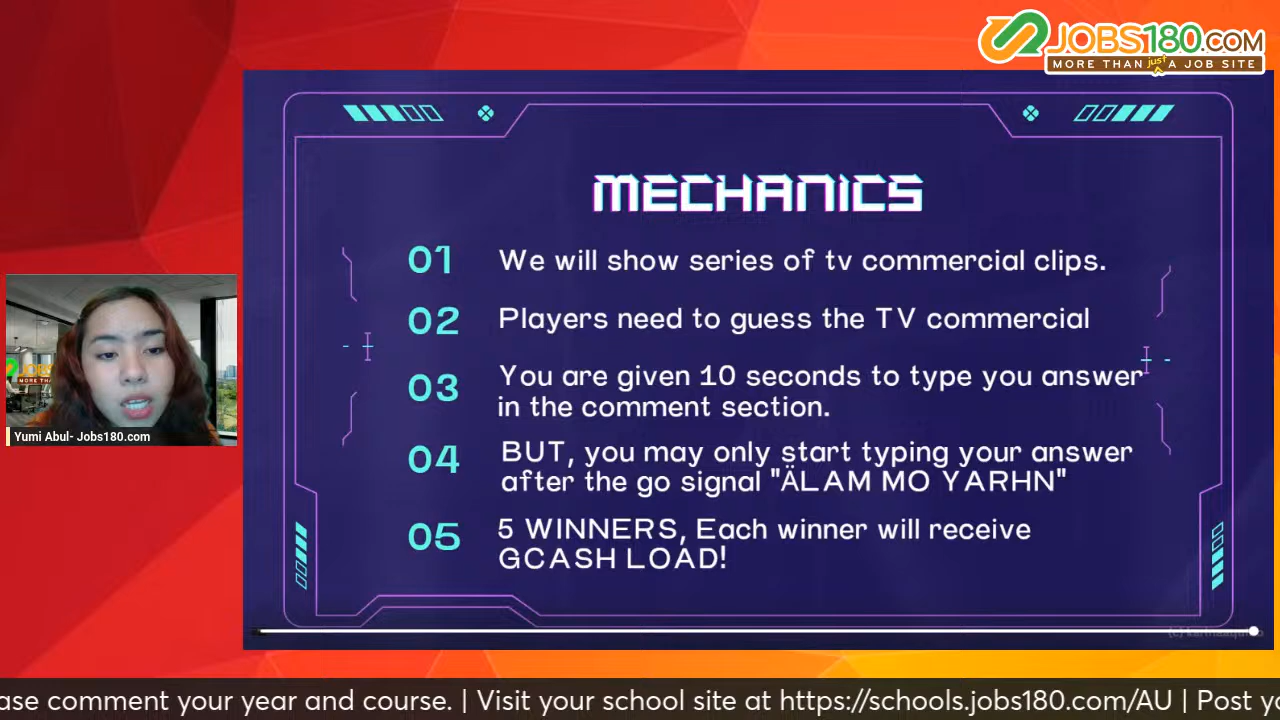 JOBS180.COM
MORE THAN just A JOB SITE
MECHANICS
01 We will show series of tv commercial clips.
02 Players need to guess the TV commercial
03 You are given 10 seconds to type you answer
in the comment section.
04 BUT, you may only start typing your answer
after the go signal "ÄLAM MO YARHN"
05 5 WINNERS, Each winner will receive
GCASH LOAD!
Yumi Abul- Jobs180.com
ase comment your year and course. | Visit your school site at https://schools.jobs180.com/AU | Post yo